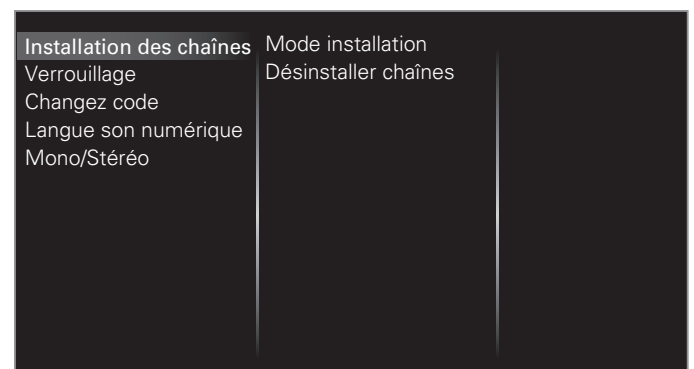 Installation des chaînes
Verrouillage
Changez code
Langue son numérique
Mono/Stéréo
Mode installation
Désinstaller chaînes